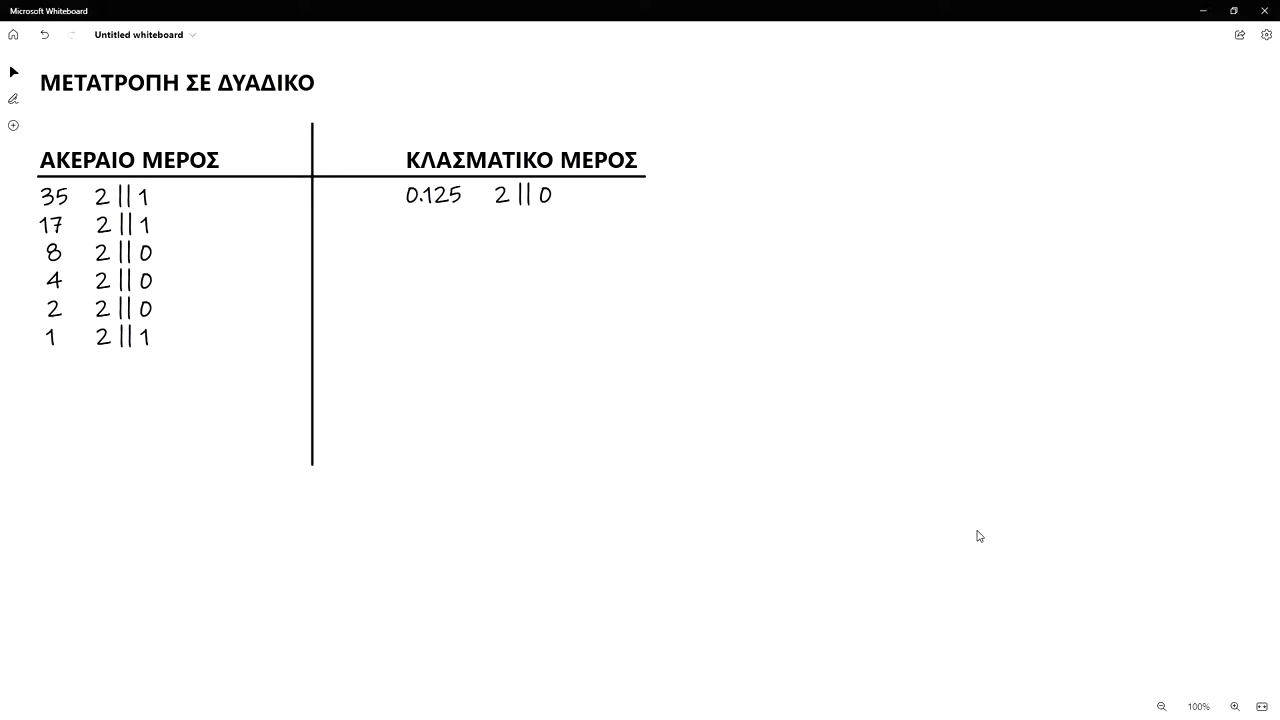 Microsoft Whiteboard
Untitled whiteboard
ΜΕΤΑΤΡΟΠΗ ΣΕ ΔΥΑΔΙΚΟ
ΑΚΕΡΑΙΟ ΜΕΡΟΣ
35 2 || 1
17 2 || 1
8 2 || 0
4 2 || 0
2 2 || 0
1 2 || 1
ΚΛΑΣΜΑΤΙΚΟ ΜΕΡΟΣ
0.125 2 || 0
100%